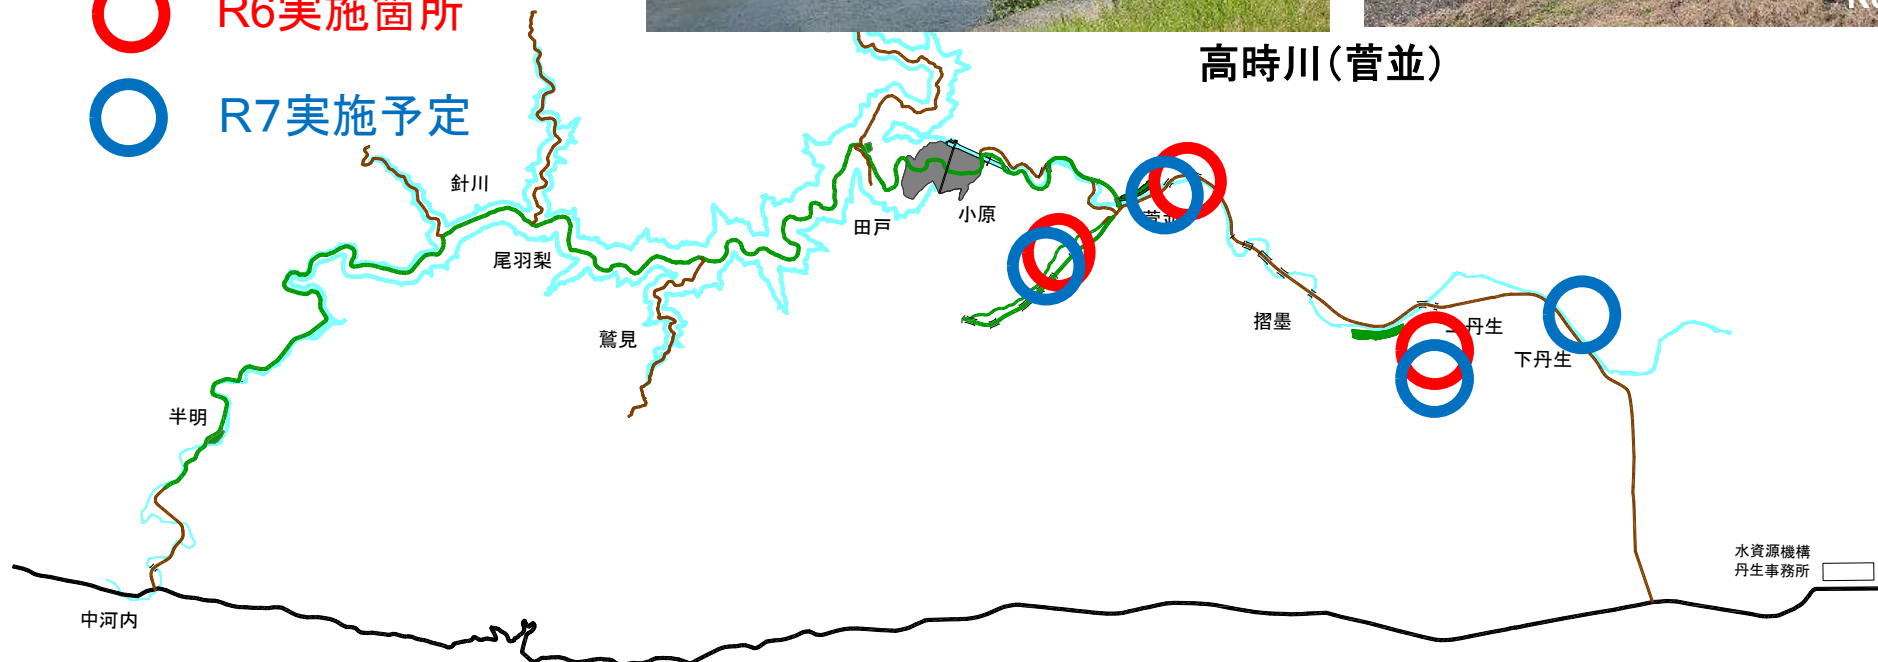 R6実施箇所
高時川(菅並)
R7実施予定
針川
小原
田戸
尾羽梨
摺墨
丹生
鷲見
下丹生
半明
水資源機構
丹生事務所
中河内